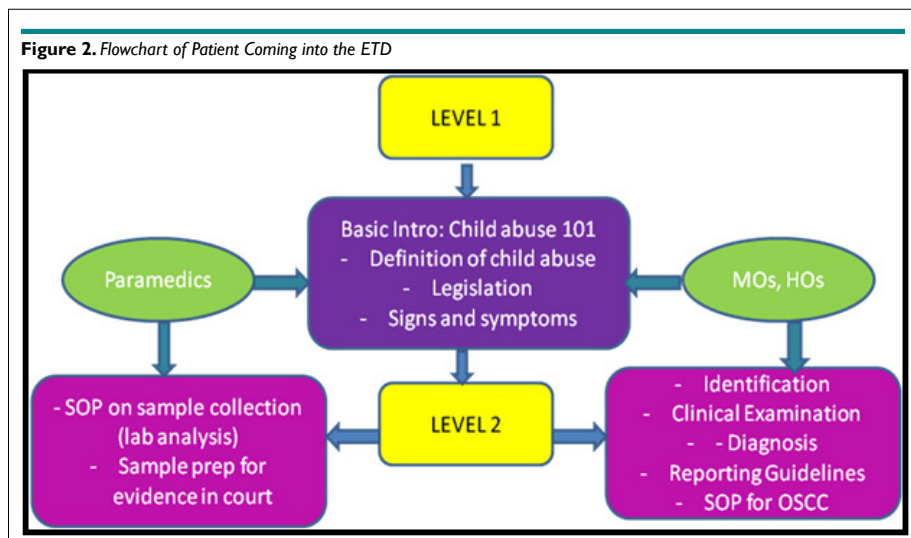 Figure 2. Flowchart of Patient Coming into the ETD
LEVEL 1
Basic Intro: Child abuse 101
- Definition of child abuse
- Legislation
- Signs and symptoms
Paramedics
MOs, HOs
- SOP on sample collection
(lab analysis)
- Sample prep for
evidence in court
LEVEL 2
- Identification
- Clinical Examination
- - Diagnosis
- Reporting Guidelines
- SOP for OSCC